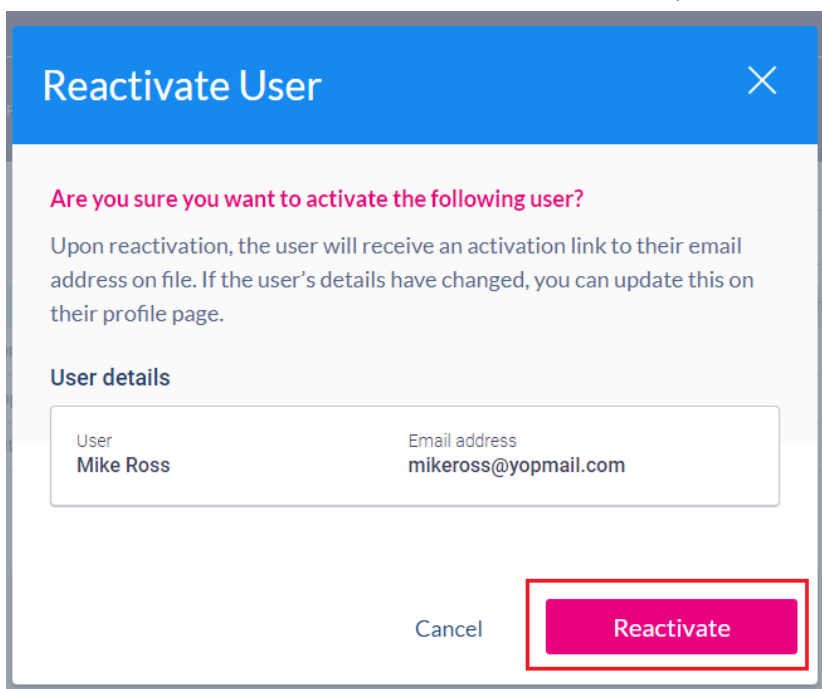 Reactivate User
Are you sure you want to activate the following user?
Upon reactivation, the user will receive an activation link to their email
address on file. If the user's details have changed, you can update this on
their profile page.
User details
User
Email address
Mike Ross
mikeross@yopmail.com
Cancel
Reactivate